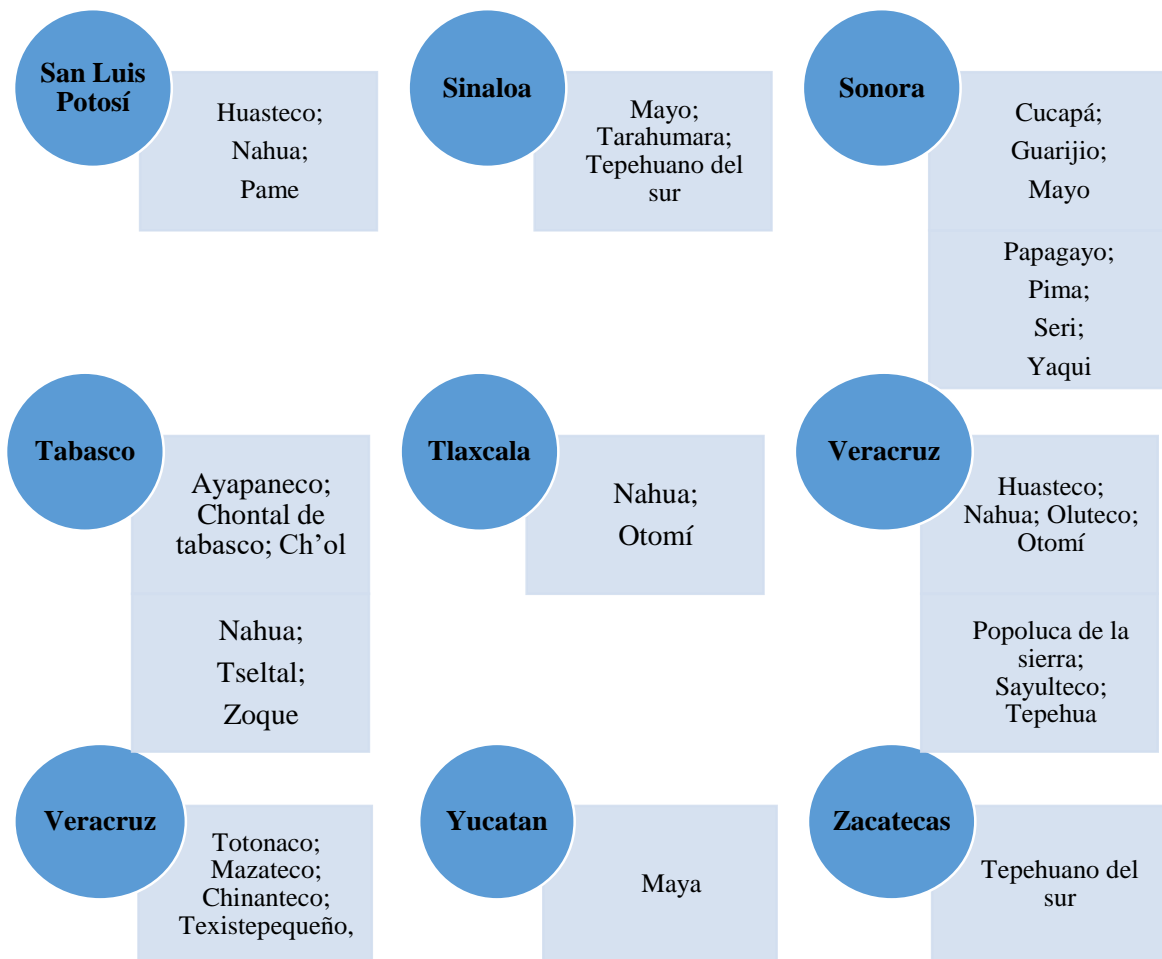 San Luis
Potosí
Huasteco;
Nahua;
Pame
Sinaloa
Mayo;
Tarahumara;
Tepehuano del
sur
Sonora
Cucapá;
Guarijio;
Mayo
Papagayo;
Pima;
Seri;
Yaqui
Tabasco
Ayapaneco;
Chontal de
tabasco; Ch’ol
Nahua;
Tseltal;
Zoque
Tlaxcala
Nahua;
Otomí
Veracruz
Huasteco;
Nahua; Oluteco;
Otomí
Popoluca de la
sierra;
Sayulteco;
Tepehua
Veracruz
Totonaco;
Mazateco;
Chinanteco;
Texistepequeño,
Yucatan
Maya
Zacatecas
Tepehuano del
sur